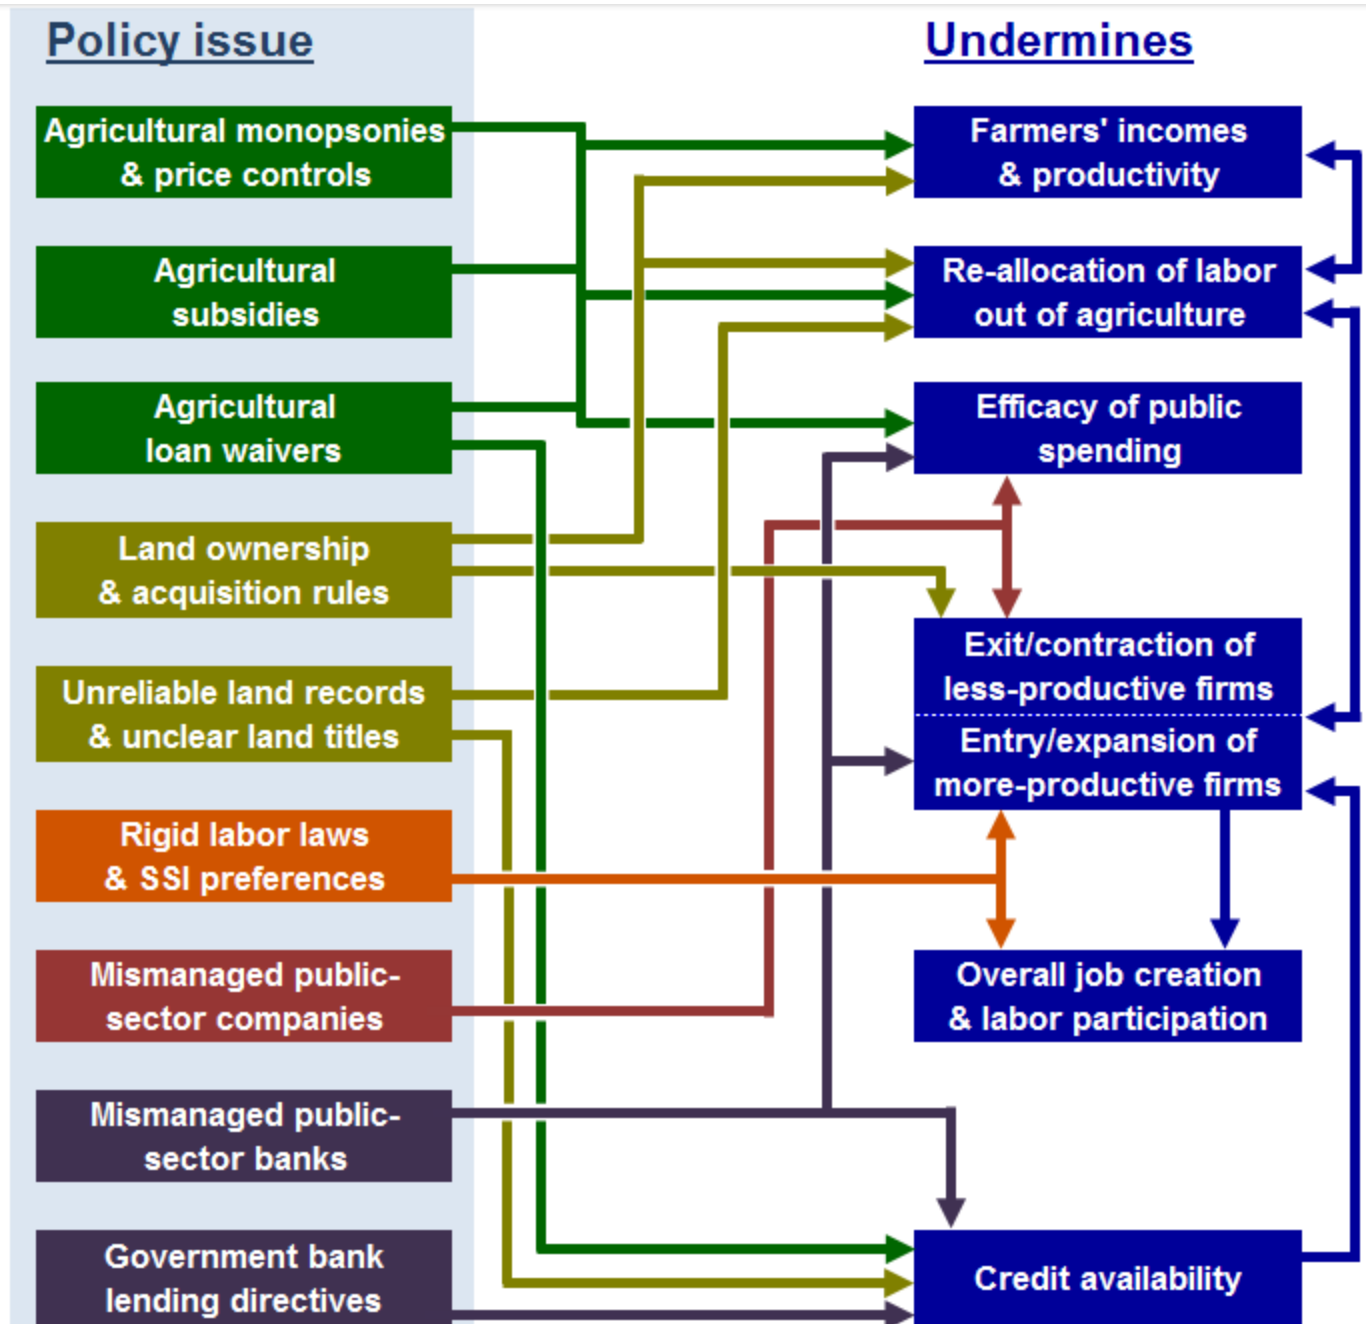 Policy issue
Undermines
Agricultural monopsonies
& price controls
Agricultural
subsidies
Agricultural
loan waivers
Land ownership
& acquisition rules
Unreliable land records
& unclear land titles
Rigid labor laws
& SSI preferences
Mismanaged public-
sector companies
Mismanaged public-
sector banks
Government bank
lending directives
Farmers' incomes
& productivity
Re-allocation of labor
out of agriculture
Efficacy of public
spending
Exit/contraction of
less-productive firms
Entry/expansion of
more-productive firms
Overall job creation
& labor participation
Credit availability